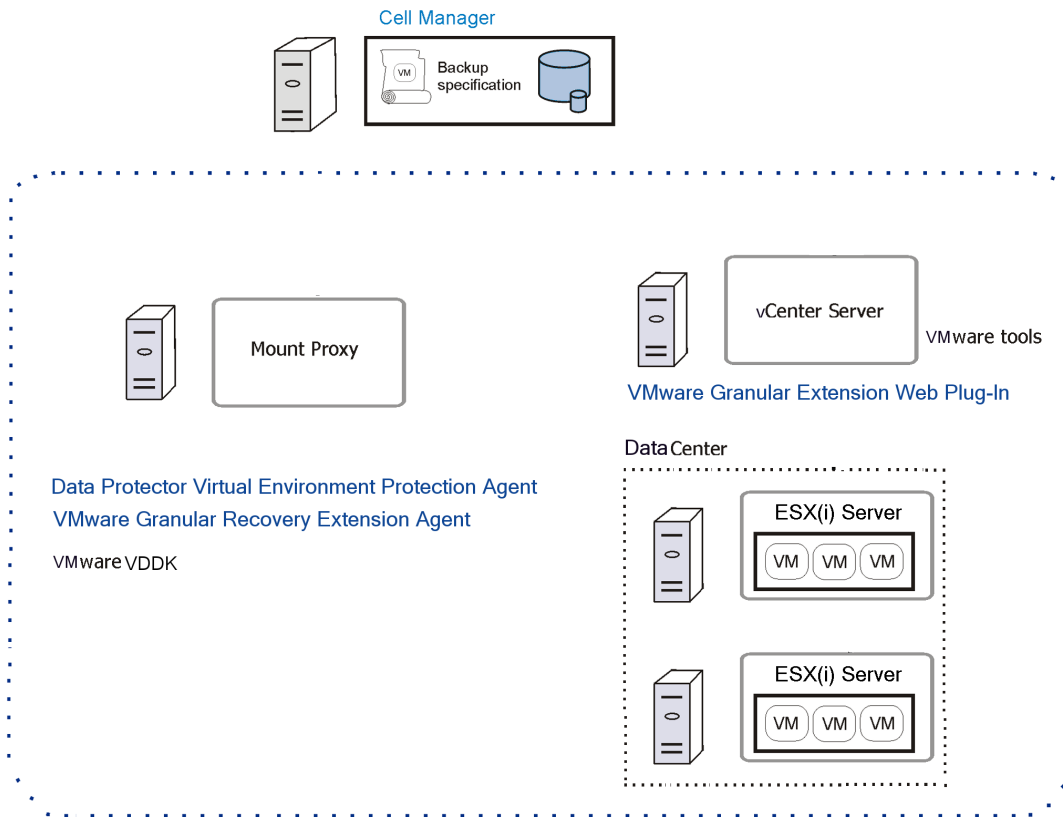 Cell Manager
VM
Backup
specification
Mount Proxy
vCenter Server
VMware tools
VMware Granular Extension Web Plug-In
Data Protector Virtual Environment Protection Agent
VMware Granular Recovery Extension Agent
VMware VDDK
Data Center
ESX(i) Server
VM VM VM
ESX(i) Server
VM VM VM